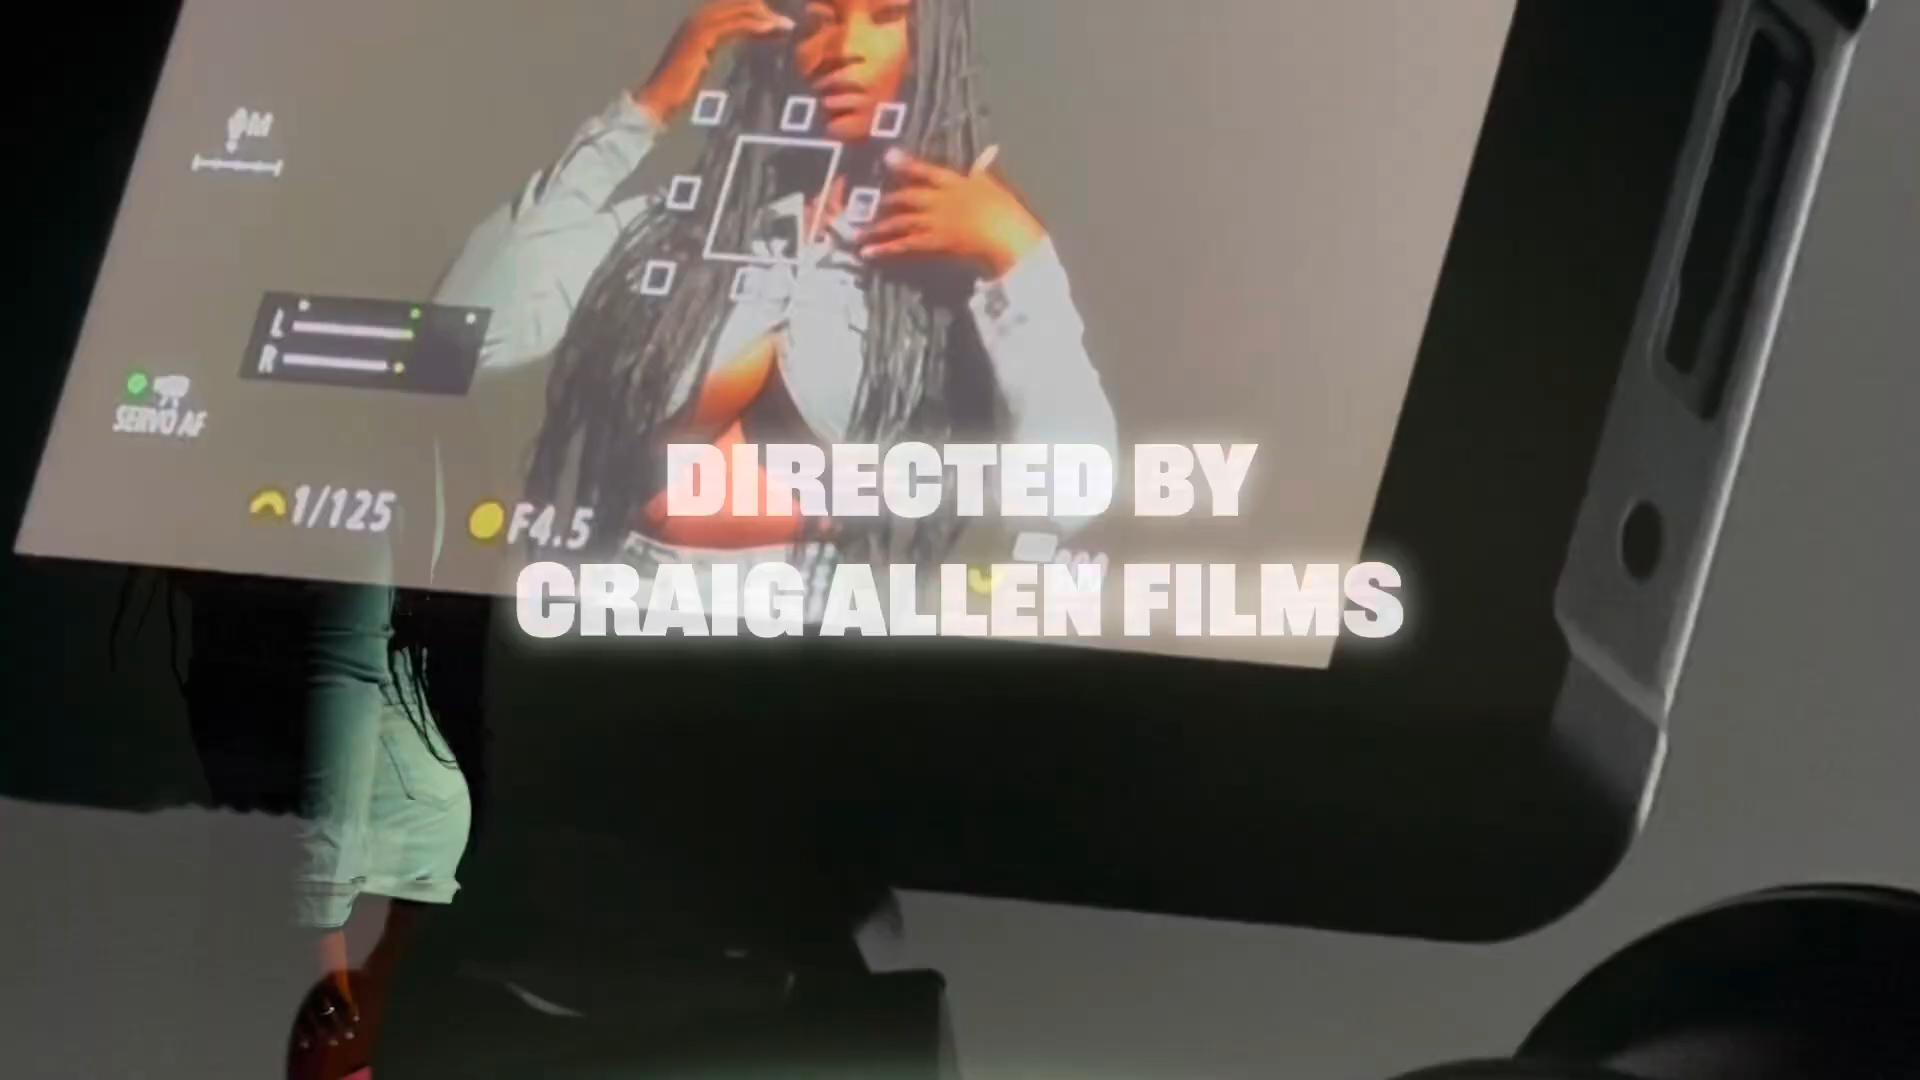 M
L
R
SERVO AF
1/125 F4.5
DIRECTED BY
CRAIG ALLEN FILMS